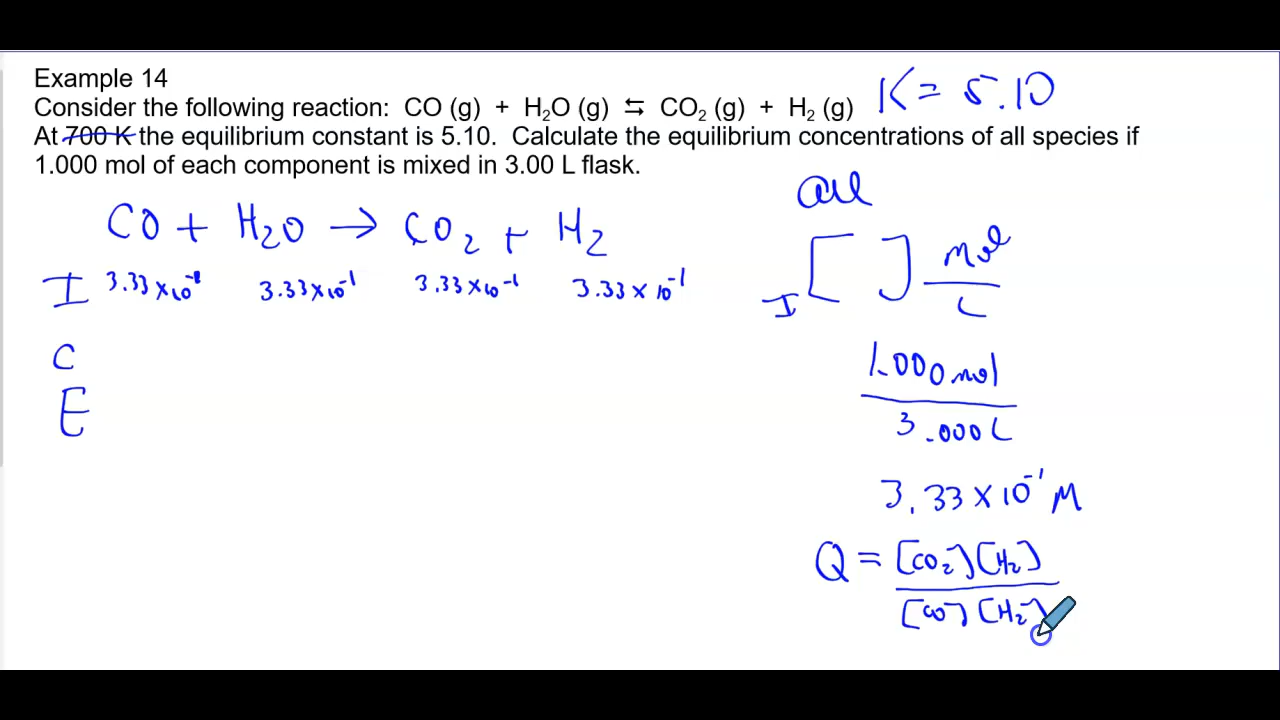 Example 14
Consider the following reaction: CO (g) + H₂O (g) ⇆ CO₂ (g) + H₂ (g) K = 5.10
At 700 K the equilibrium constant is 5.10. Calculate the equilibrium concentrations of all species if
1.000 mol of each component is mixed in 3.00 L flask.
all
CO + H₂O → CO₂ + H₂
I [ ] mol/L
I 3.33×10⁻¹ 3.33×10⁻¹ 3.33×10⁻¹ 3.33×10⁻¹
C
E
1.000 mol
3.000 L
3.33×10⁻¹ M
Q = [CO₂][H₂]
[CO][H₂]